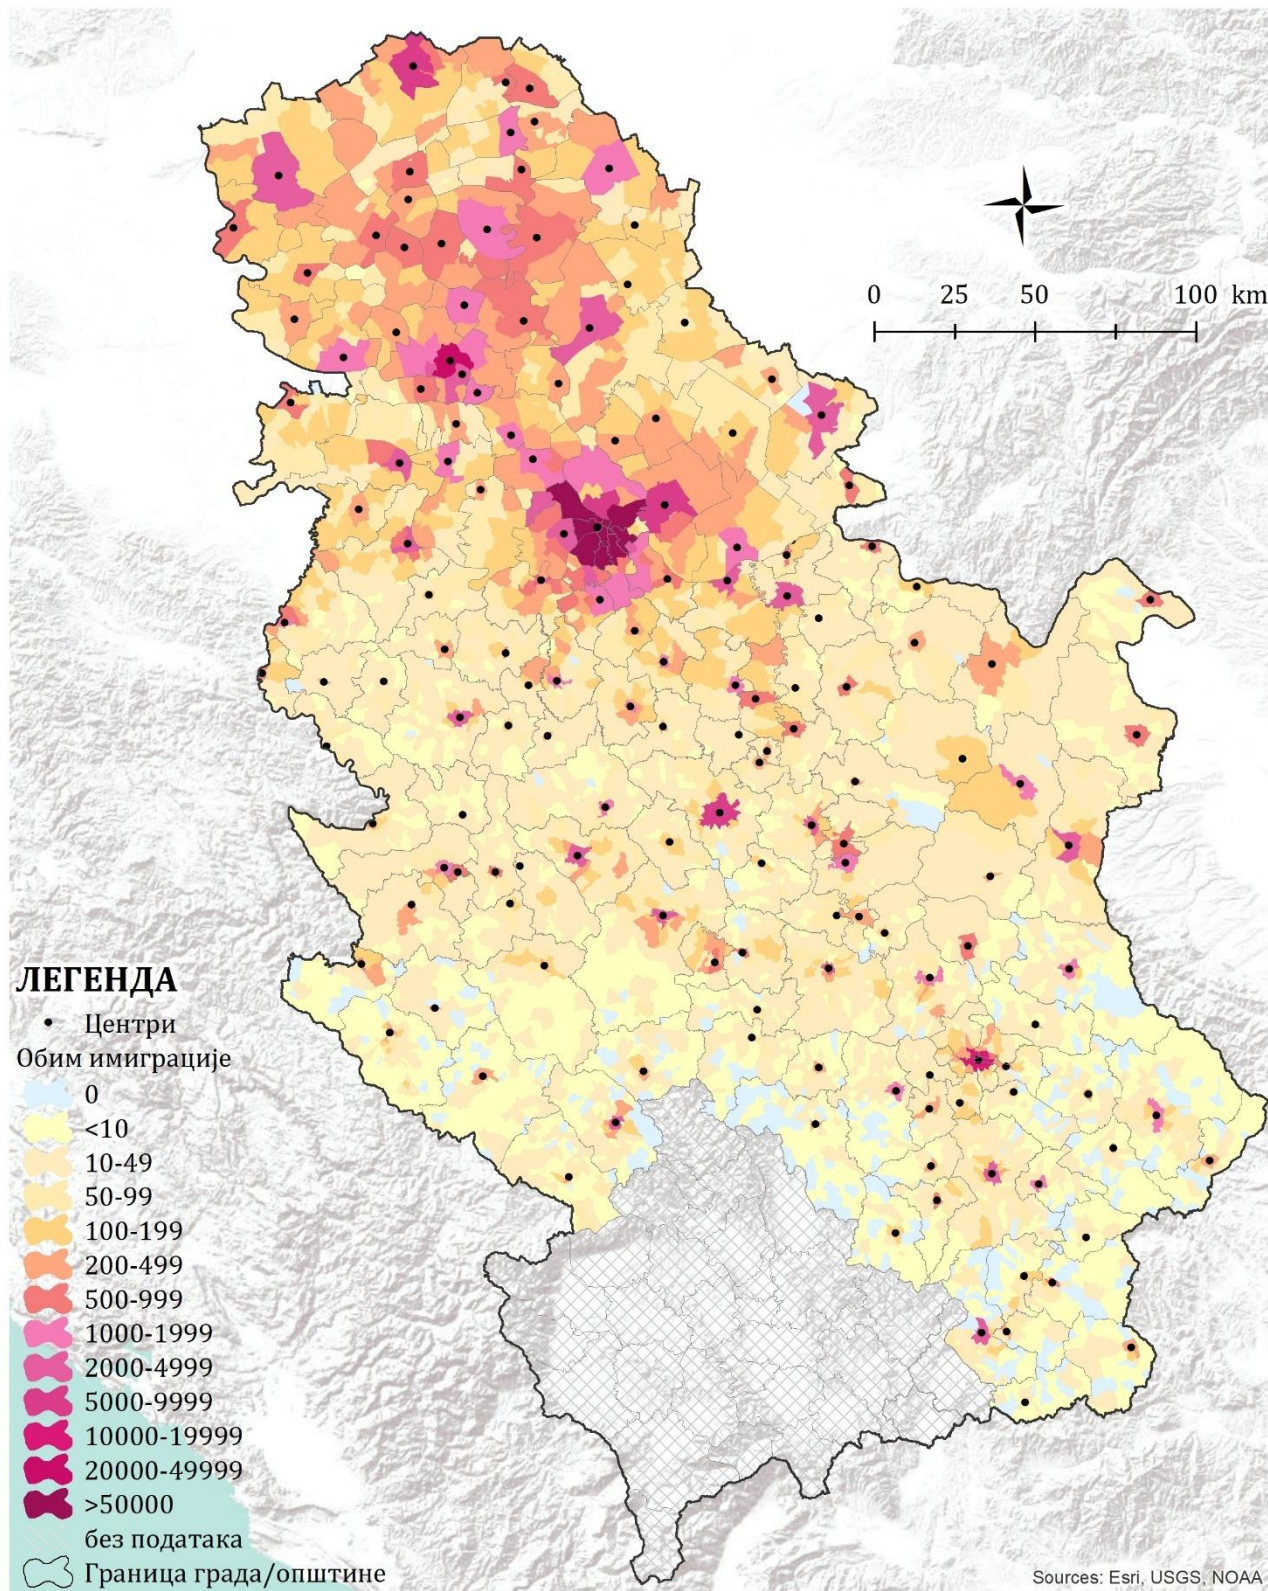 0 25 50 100 km
ЛЕГЕНДА
Центри
Обим имиграције
0
<10
10-49
50-99
100-199
200-499
500-999
1000-1999
2000-4999
5000-9999
10000-19999
20000-49999
>50000
без података
Граница града/општине
Sources: Esri, USGS, NOAA